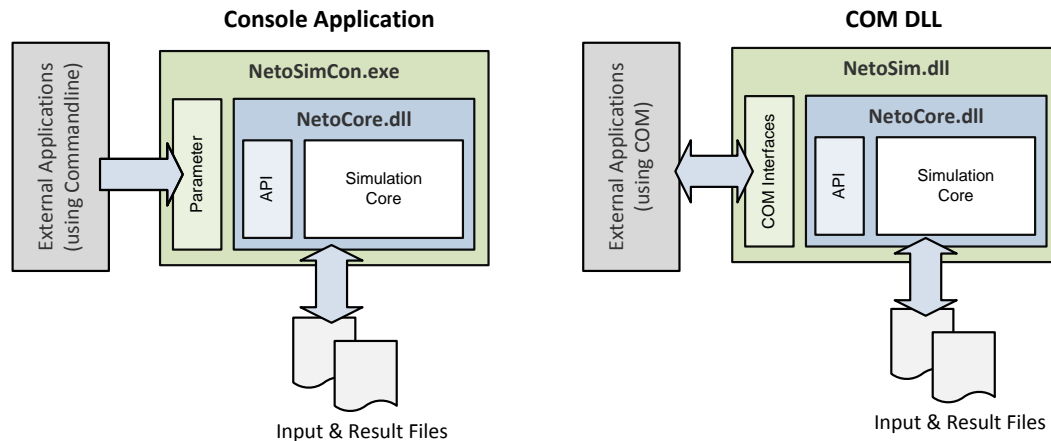 Console Application
External Applications
(using Commandline)
NetoSimCon.exe
Parameter
NetoCore.dll
API
Simulation
Core
Input & Result Files
COM DLL
External Applications
(using COM)
NetoSim.dll
COM Interfaces
NetoCore.dll
API
Simulation
Core
Input & Result Files